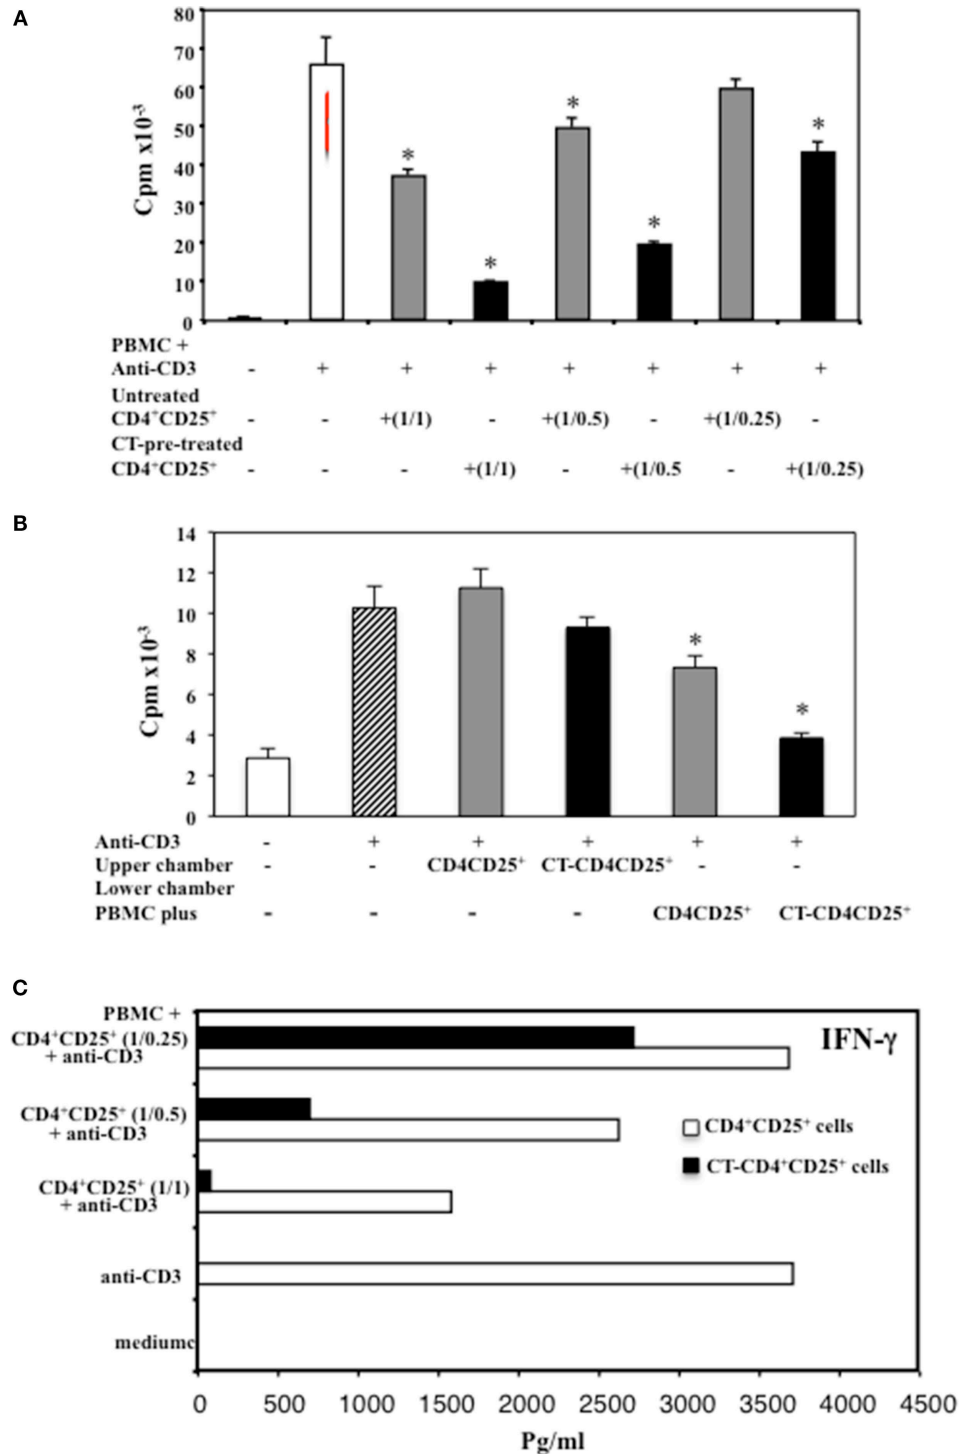 A
80
70
60
50
40
30
20
10
0
Cpm x10⁻³
* * * * *
PBMC +
Anti-CD3 - + + + + + + +
Untreated
CD4⁺CD25⁺ - - +(1/1) - +(1/0.5) - +(1/0.25) -
CT-pre-treated
CD4⁺CD25⁺ - - - +(1/1) - +(1/0.5 - +(1/0.25)
B
14
12
10
8
6
4
2
0
Cpm x10⁻³
* *
Anti-CD3 - + + + + +
Upper chamber - - CD4CD25⁺ CT-CD4CD25⁺ - -
Lower chamber
PBMC plus - - - - CD4CD25⁺ CT-CD4CD25⁺
C
PBMC +
CD4⁺CD25⁺ (1/0.25)
+ anti-CD3
IFN-γ
CD4⁺CD25⁺ (1/0.5)
+ anti-CD3
CD4⁺CD25⁺ cells
CT-CD4⁺CD25⁺ cells
CD4⁺CD25⁺ (1/1)
+ anti-CD3
anti-CD3
mediumc
0 500 1000 1500 2000 2500 3000 3500 4000 4500
Pg/ml